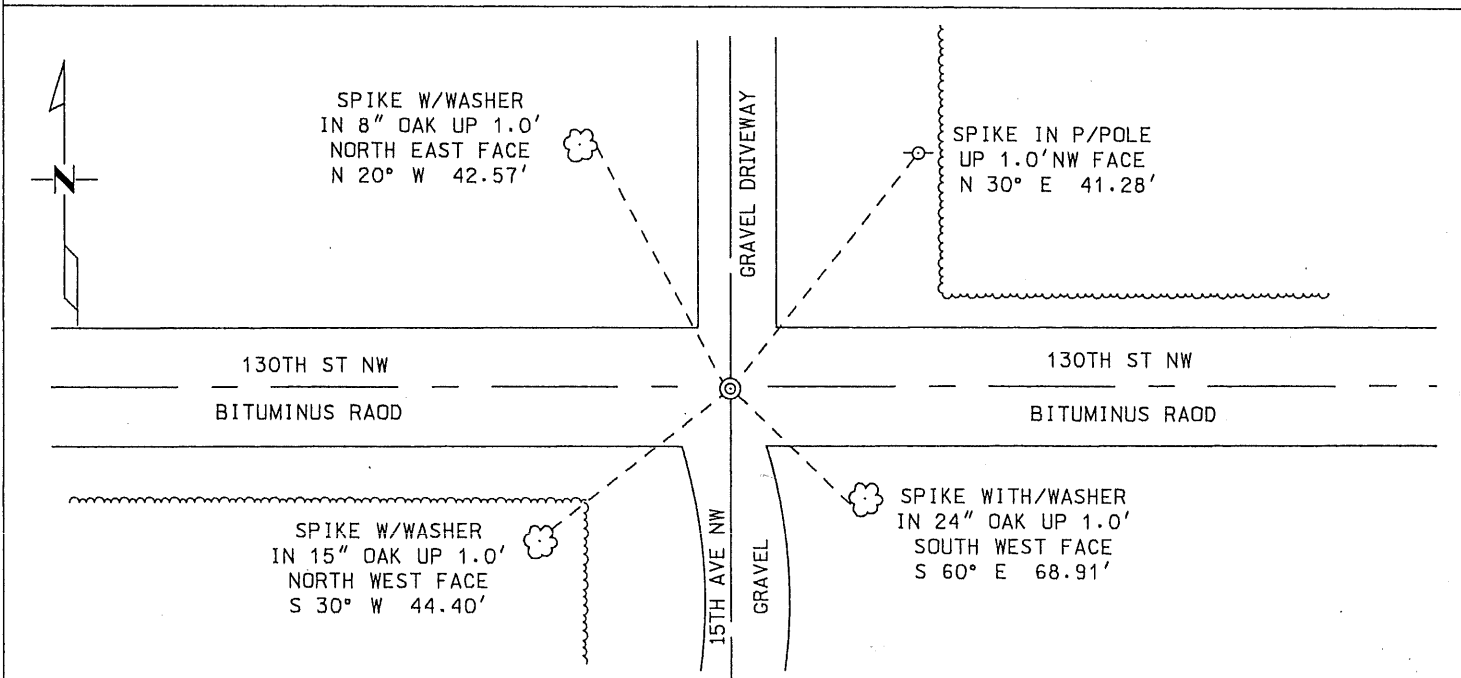 SPIKE W/WASHER
IN 8" OAK UP 1.0'
NORTH EAST FACE
N 20° W 42.57'
GRAVEL DRIVEWAY
SPIKE IN P/POLE
UP 1.0'NW FACE
N 30° E 41.28'
N
130TH ST NW
BITUMINUS RAOD
130TH ST NW
BITUMINUS RAOD
SPIKE W/WASHER
IN 15" OAK UP 1.0'
NORTH WEST FACE
S 30° W 44.40'
15TH AVE NW
GRAVEL
SPIKE WITH/WASHER
IN 24" OAK UP 1.0'
SOUTH WEST FACE
S 60° E 68.91'